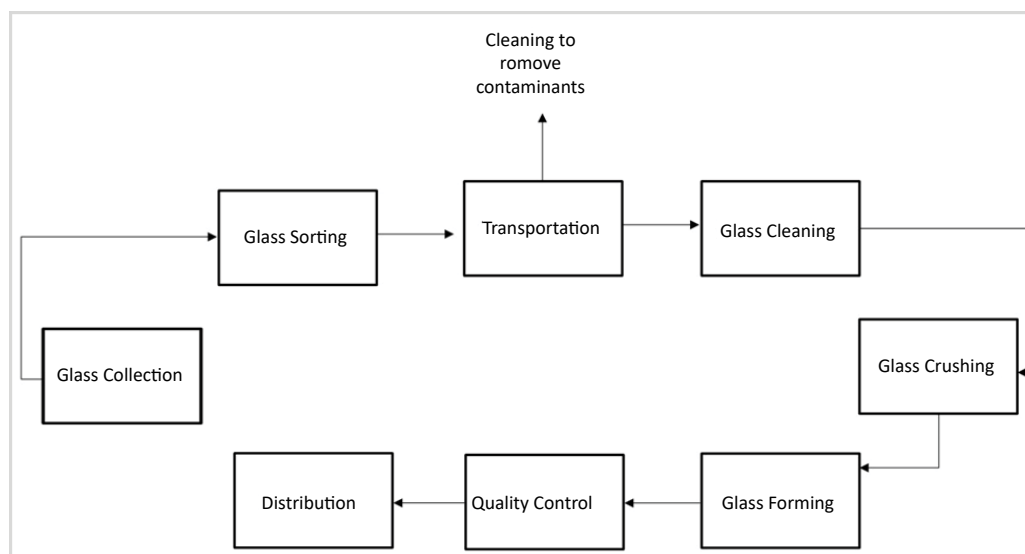 Cleaning to
romove
contaminants
Glass Sorting
Transportation
Glass Cleaning
Glass Collection
Glass Crushing
Distribution
Quality Control
Glass Forming